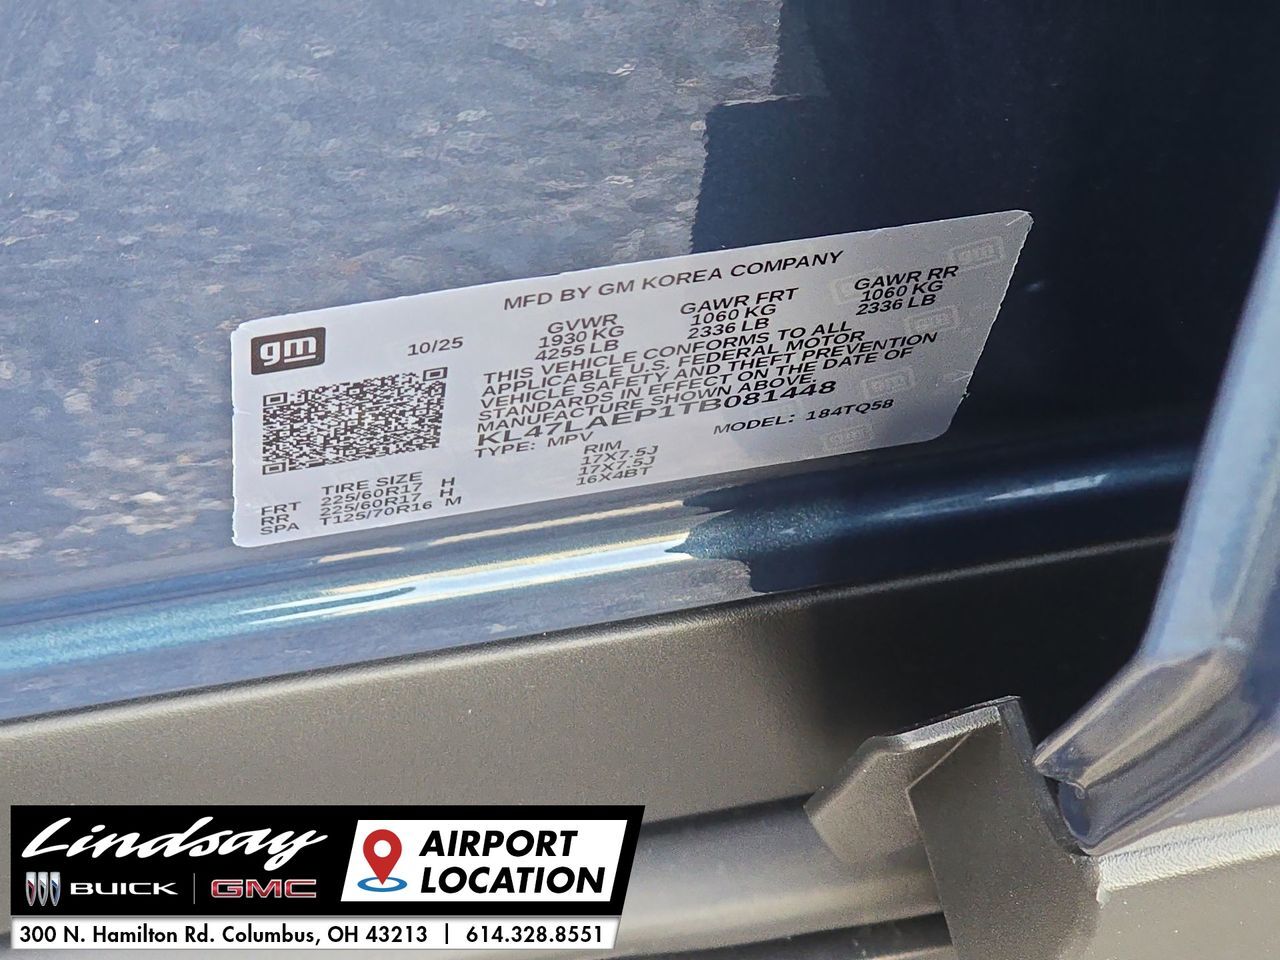 MFD BY GM KOREA COMPANY
gm
10/25
GVWR GAWR FRT GAWR RR
1930 KG 1060 KG 1060 KG
4255 LB 2336 LB 2336 LB
THIS VEHICLE CONFORMS TO ALL
APPLICABLE U.S. FEDERAL MOTOR
VEHICLE SAFETY AND THEFT PREVENTION
STANDARDS IN EFFECT ON THE DATE OF
MANUFACTURE SHOWN ABOVE.
KL47LAEP1TB081448
TYPE: MPV MODEL: 184TQ58
TIRE SIZE RIM
FRT 225/60R17 H 17X7.5J
RR 225/60R17 H 17X7.5J
SPA T125/70R16 M 16X4BT
gm
gm
gm
gm
Lindsay
BUICK | GMC
AIRPORT
LOCATION
300 N. Hamilton Rd. Columbus, OH 43213 | 614.328.8551